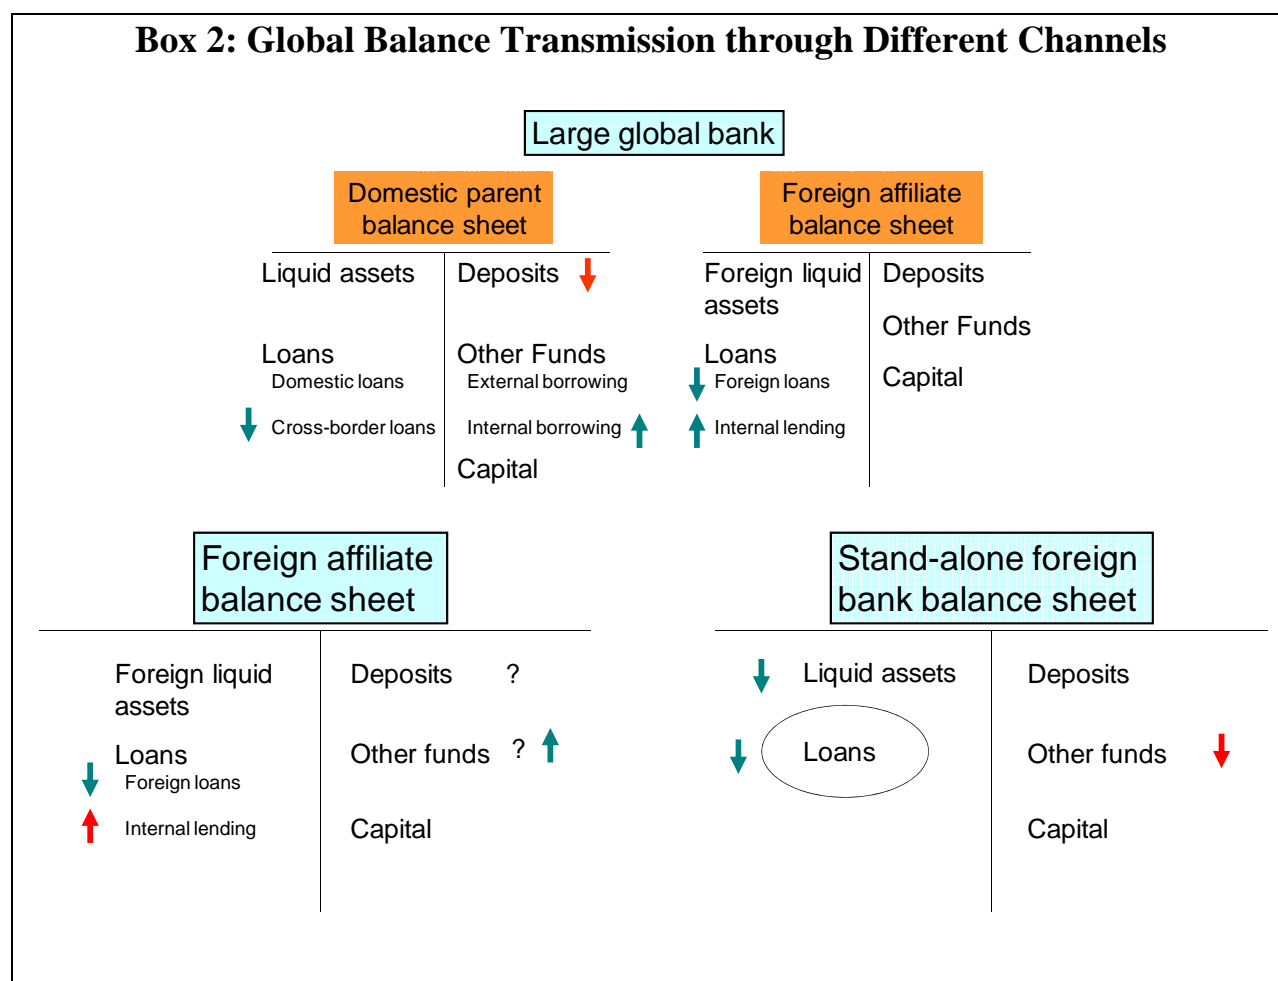 Box 2: Global Balance Transmission through Different Channels
Large global bank
Domestic parent
balance sheet
Liquid assets
Deposits
Loans
Other Funds
Domestic loans
External borrowing
Cross-border loans
Internal borrowing
Capital
Foreign affiliate
balance sheet
Foreign liquid
assets
Deposits
Other Funds
Loans
Foreign loans
Capital
Internal lending
Foreign affiliate
balance sheet
Foreign liquid
assets
Deposits ?
Loans
Other funds ?
Foreign loans
Internal lending
Capital
Stand-alone foreign
bank balance sheet
Liquid assets
Deposits
Loans
Other funds
Capital